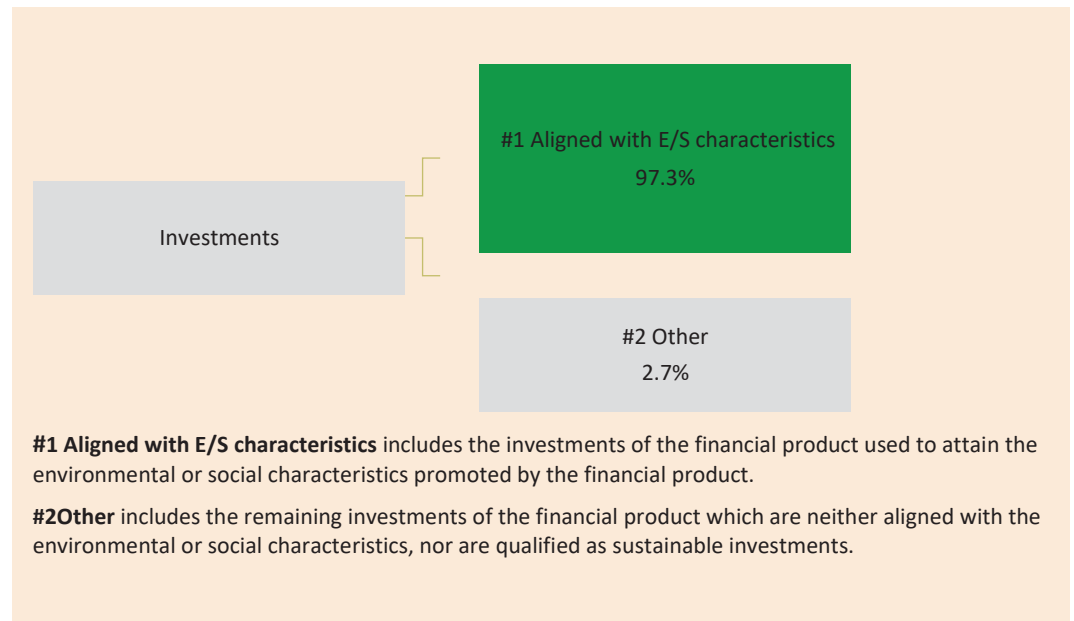 #1 Aligned with E/S characteristics
97.3%
Investments
#2 Other
2.7%
#1 Aligned with E/S characteristics includes the investments of the financial product used to attain the
environmental or social characteristics promoted by the financial product.
#2Other includes the remaining investments of the financial product which are neither aligned with the
environmental or social characteristics, nor are qualified as sustainable investments.